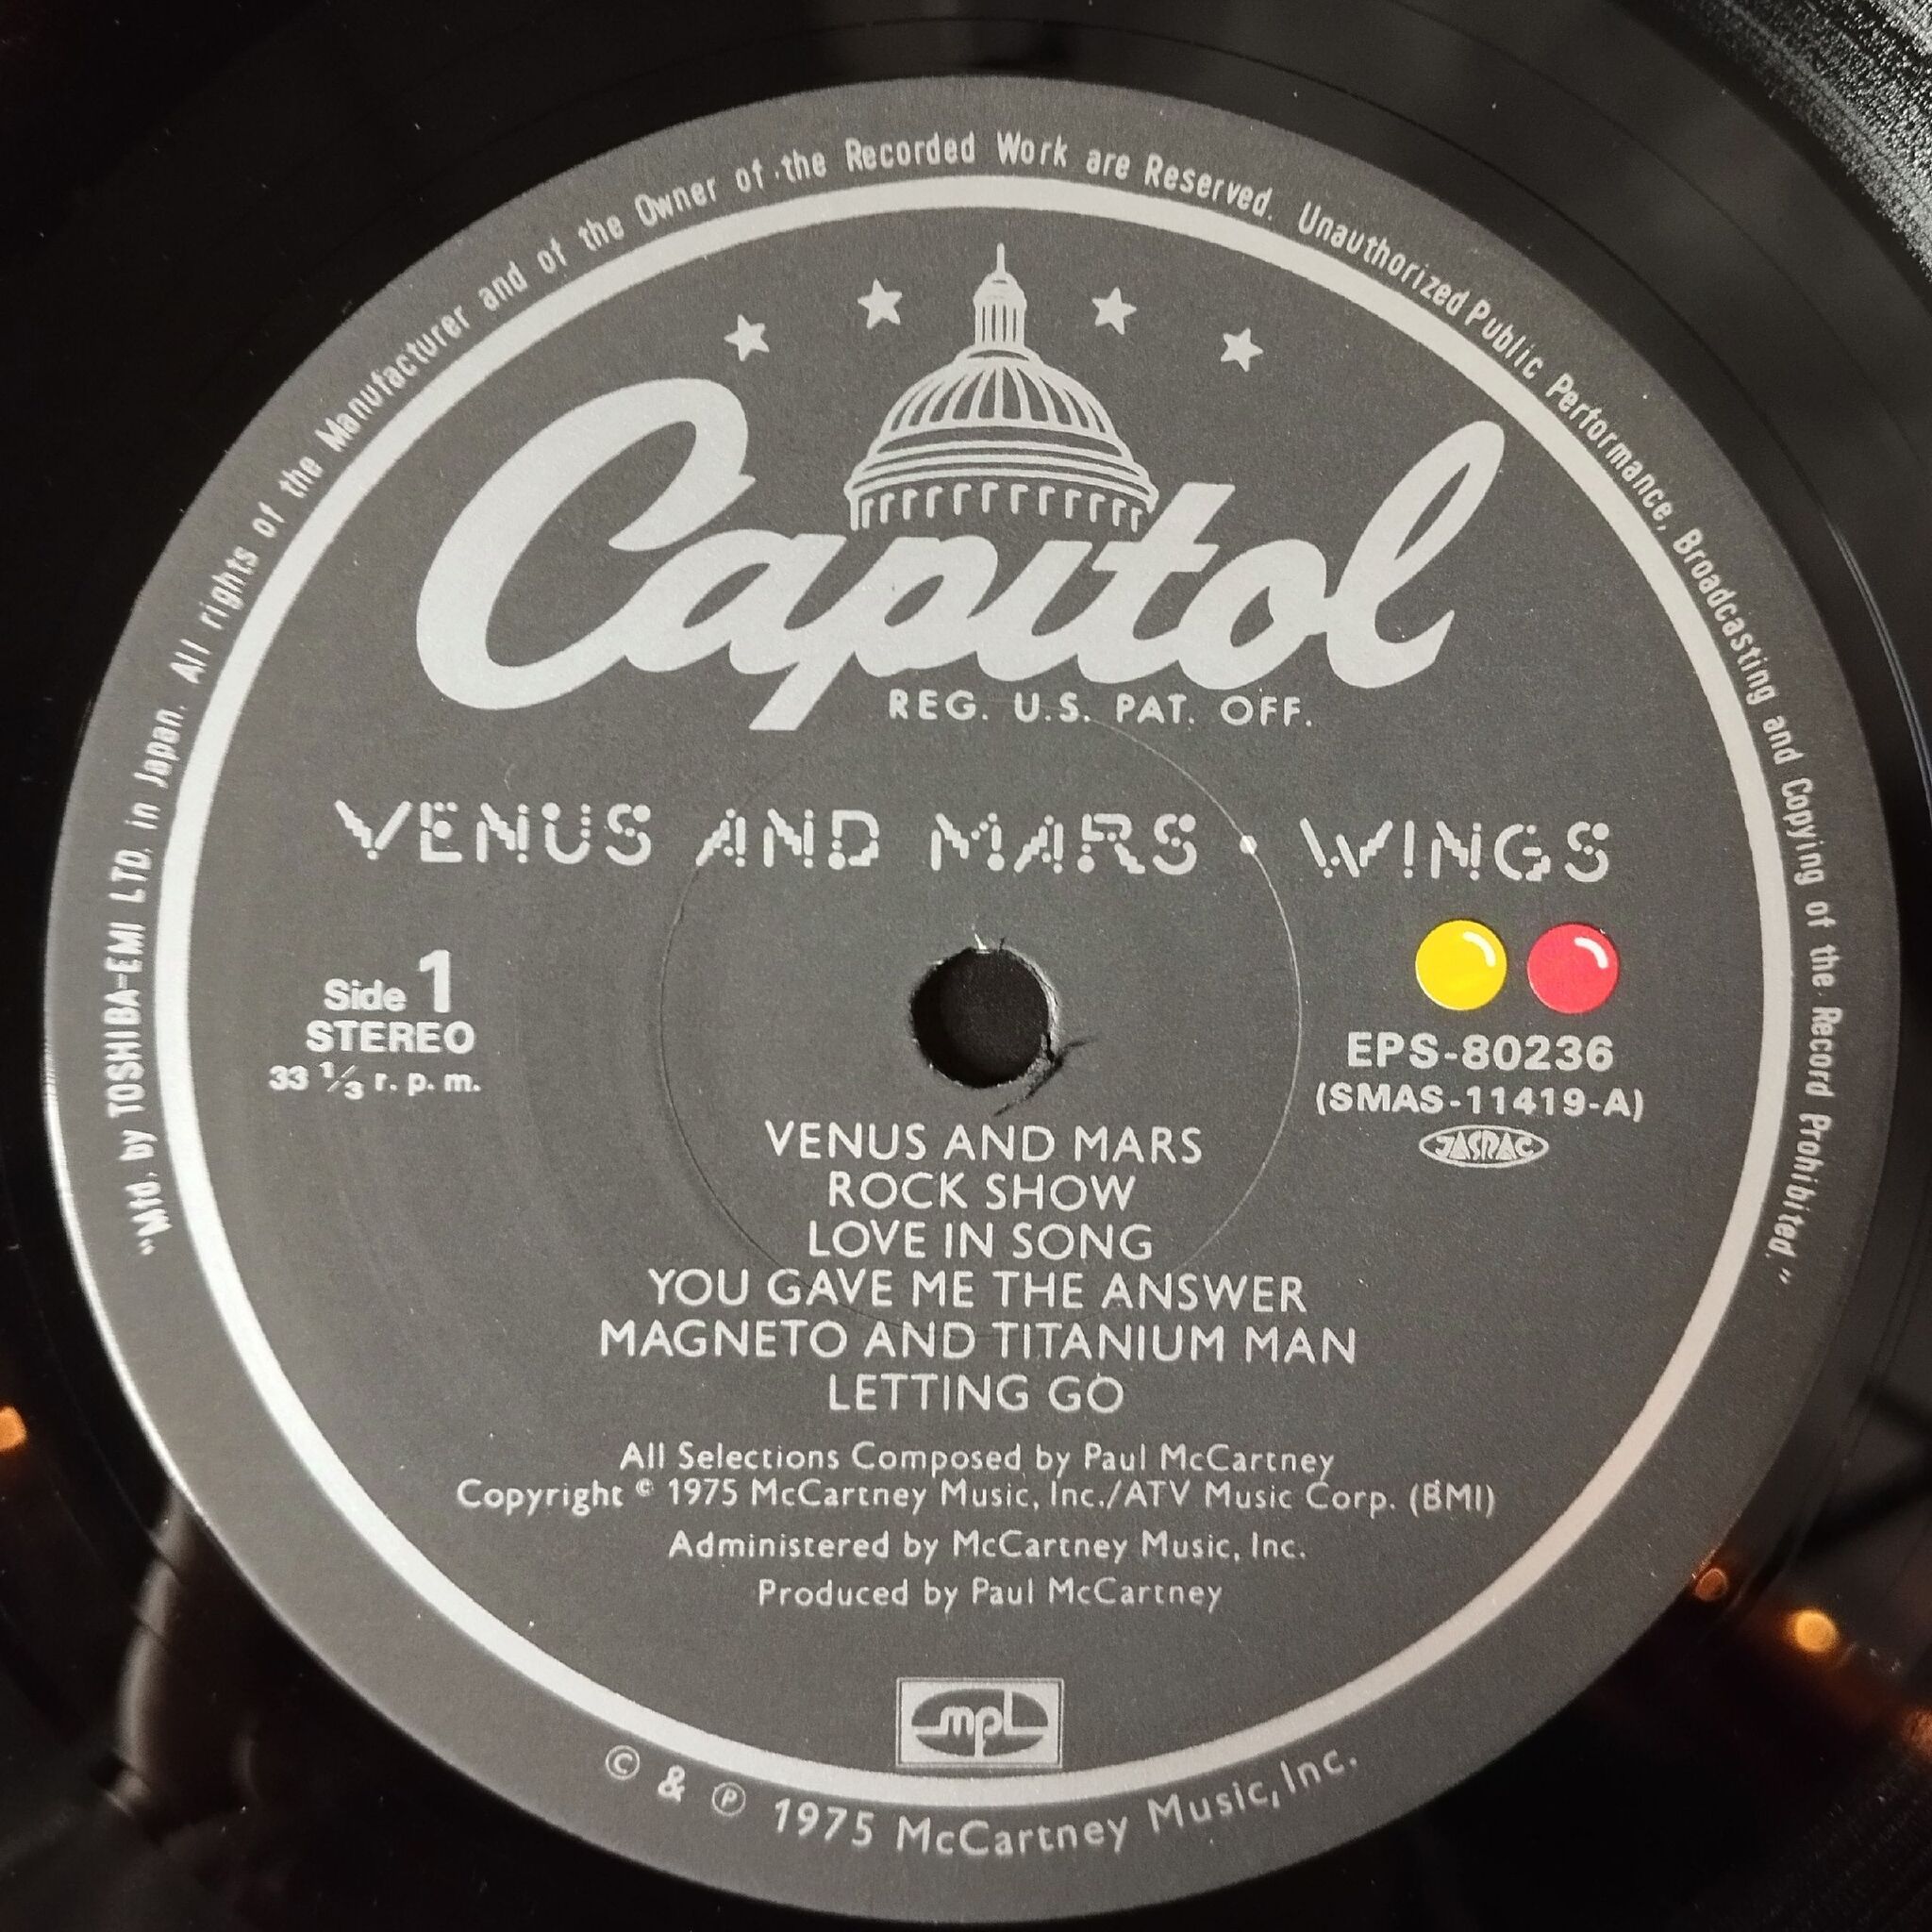 "Mfd. by TOSHIBA-EMI LTD. in Japan. All rights of the Manufacturer and of the Owner of the Recorded Work are Reserved. Unauthorized Public Performance, Broadcasting and Copying of the Record Prohibited."
Capitol
REG. U.S. PAT. OFF.
VENUS AND MARS • WINGS
Side 1
STEREO
33 1/3 r. p. m.
EPS-80236
(SMAS-11419-A)
JASRAC
VENUS AND MARS
ROCK SHOW
LOVE IN SONG
YOU GAVE ME THE ANSWER
MAGNETO AND TITANIUM MAN
LETTING GO
All Selections Composed by Paul McCartney
Copyright © 1975 McCartney Music, Inc./ATV Music Corp. (BMI)
Administered by McCartney Music, Inc.
Produced by Paul McCartney
mpl
© & ℗ 1975 McCartney Music, Inc.